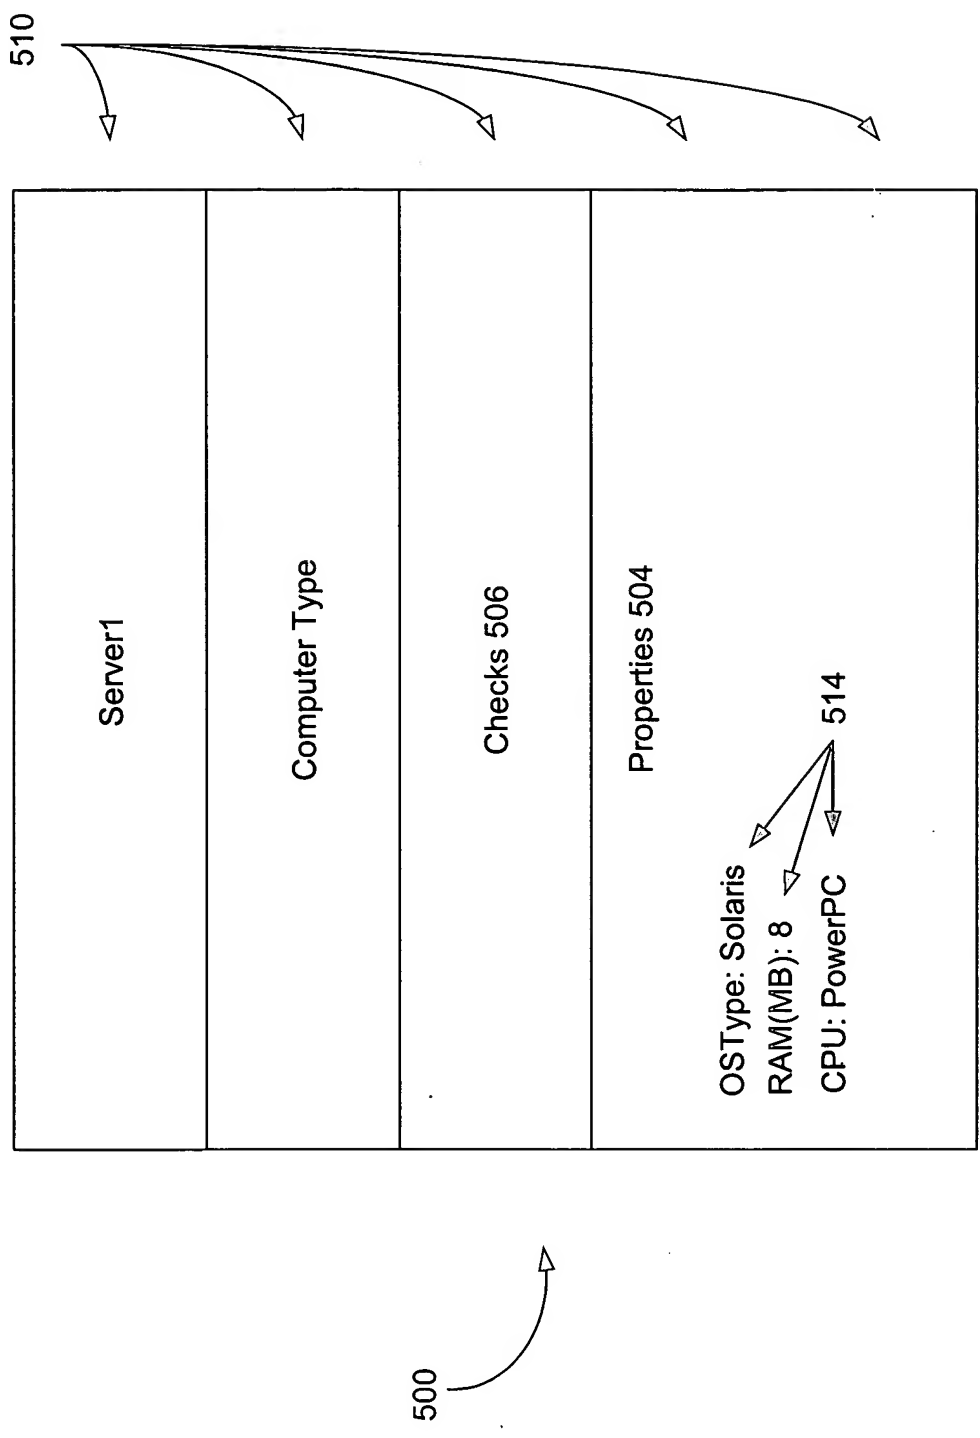 510
Server1
Computer Type
Checks 506
Properties 504
514
OSType: Solaris
RAM(MB): 8
CPU: PowerPC
500